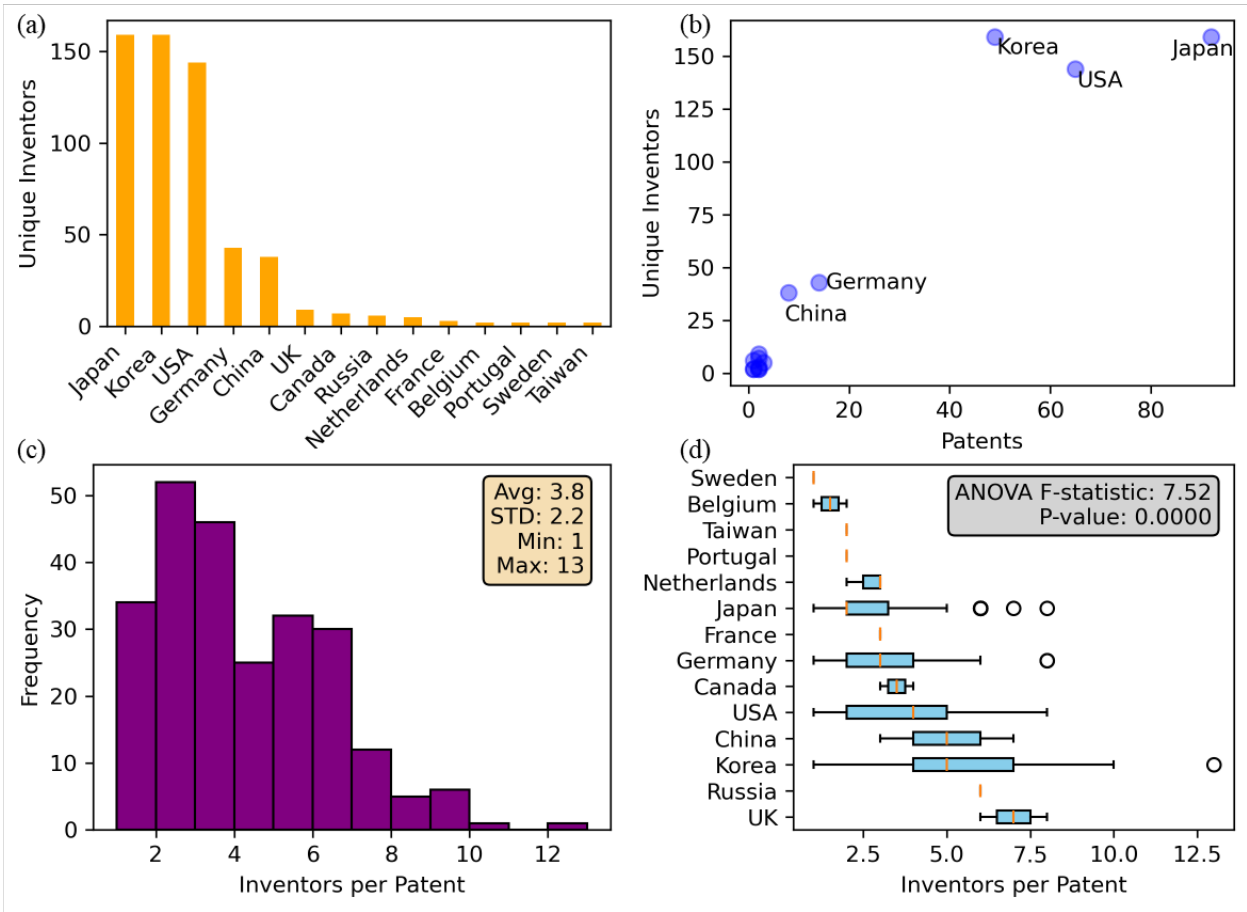 (a)
Unique Inventors
150
100
50
0
Japan
Korea
USA
Germany
China
UK
Canada
Russia
Netherlands
France
Belgium
Portugal
Sweden
Taiwan
(b)
Unique Inventors
150
125
100
75
50
25
0
Korea
Japan
USA
Germany
China
0 20 40 60 80
Patents
(c)
Frequency
50
40
30
20
10
0
Avg: 3.8
STD: 2.2
Min: 1
Max: 13
2 4 6 8 10 12
Inventors per Patent
(d)
Sweden
Belgium
Taiwan
Portugal
Netherlands
Japan
France
Germany
Canada
USA
China
Korea
Russia
UK
ANOVA F-statistic: 7.52
P-value: 0.0000
2.5 5.0 7.5 10.0 12.5
Inventors per Patent